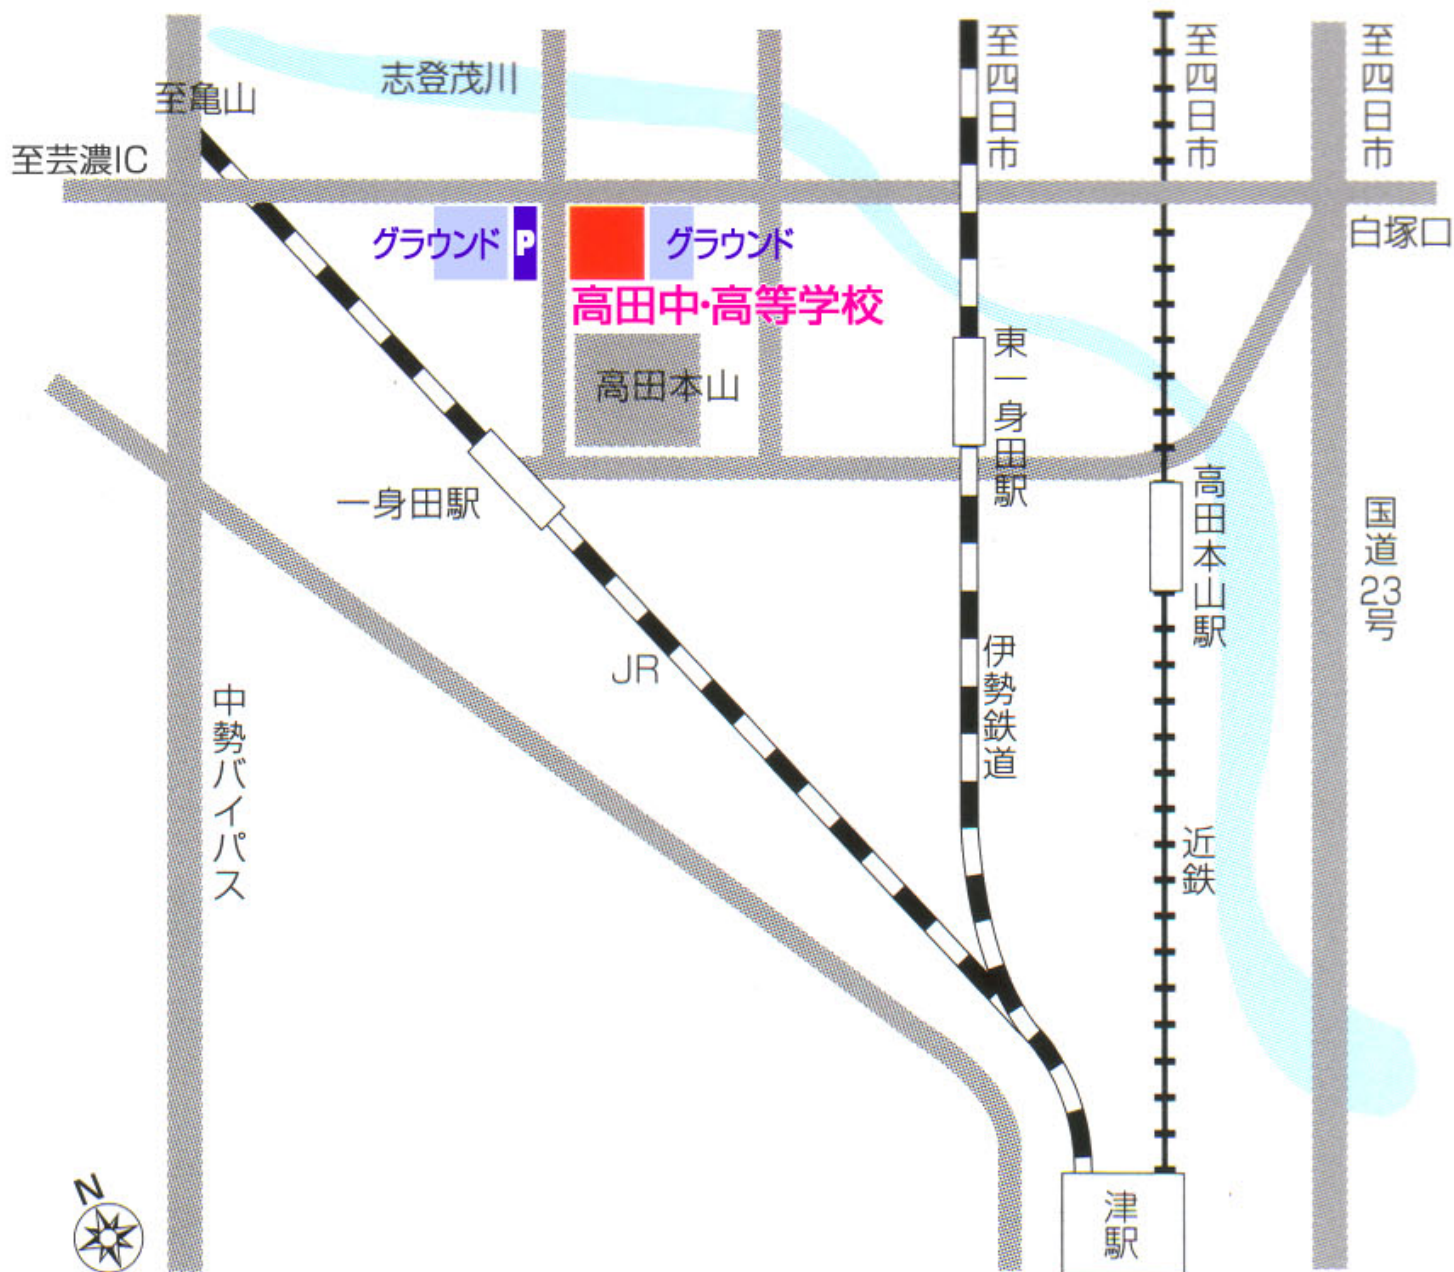 至四日市
至四日市
至四日市
志登茂川
至亀山
至芸濃IC
白塚口
グラウンド
P
グラウンド
高田中・高等学校
東一身田駅
高田本山
高田本山駅
一身田駅
国道23号
JR
伊勢鉄道
中勢バイパス
近鉄
N
津駅